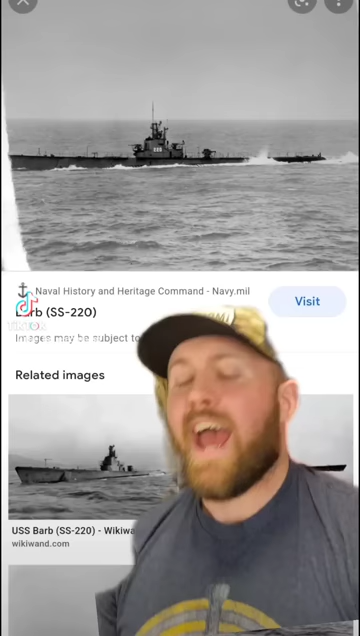 Naval History and Heritage Command - Navy.mil
Visit
rb (SS-220)
Images may be subject to
Related images
USS Barb (SS-220) - Wikiwa
wikiwand.com